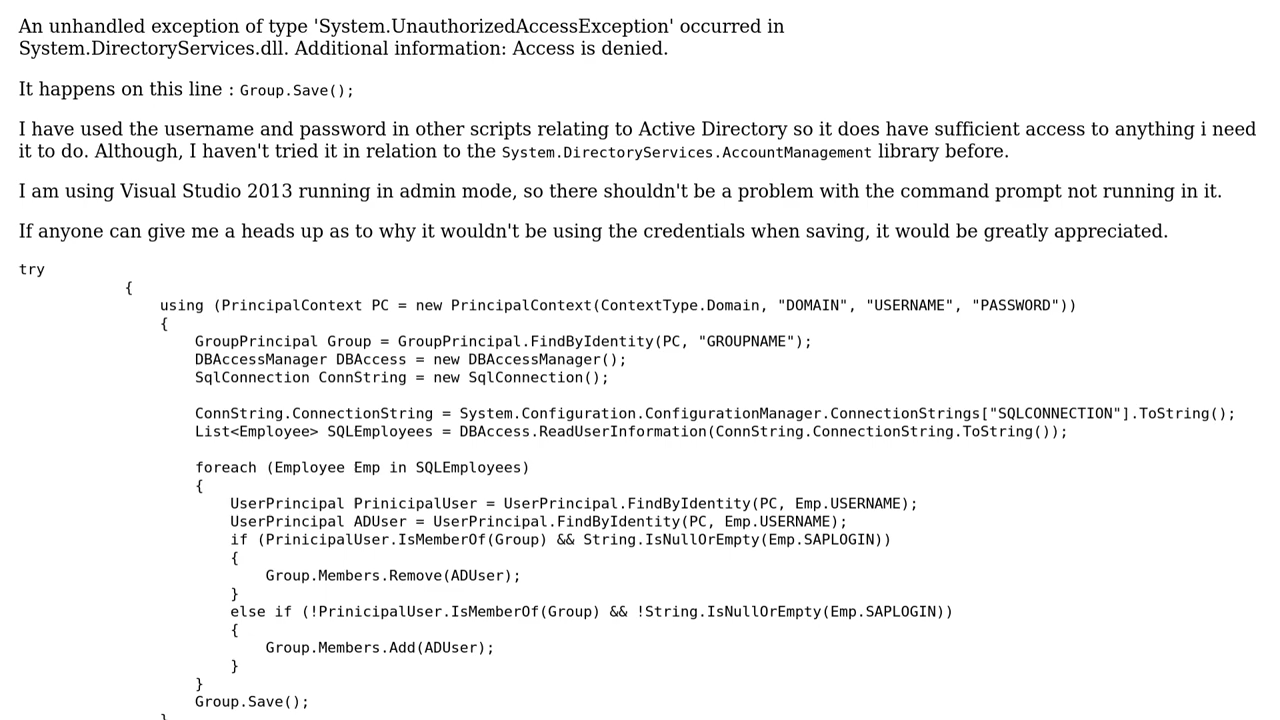 An unhandled exception of type 'System.UnauthorizedAccessException' occurred in
System.DirectoryServices.dll. Additional information: Access is denied.
It happens on this line : Group.Save();
I have used the username and password in other scripts relating to Active Directory so it does have sufficient access to anything i need
it to do. Although, I haven't tried it in relation to the System.DirectoryServices.AccountManagement library before.
I am using Visual Studio 2013 running in admin mode, so there shouldn't be a problem with the command prompt not running in it.
If anyone can give me a heads up as to why it wouldn't be using the credentials when saving, it would be greatly appreciated.
try
{
using (PrincipalContext PC = new PrincipalContext(ContextType.Domain, "DOMAIN", "USERNAME", "PASSWORD"))
{
GroupPrincipal Group = GroupPrincipal.FindByIdentity(PC, "GROUPNAME");
DBAccessManager DBAccess = new DBAccessManager();
SqlConnection ConnString = new SqlConnection();
ConnString.ConnectionString = System.Configuration.ConfigurationManager.ConnectionStrings["SQLCONNECTION"].ToString();
List<Employee> SQLEmployees = DBAccess.ReadUserInformation(ConnString.ConnectionString.ToString());
foreach (Employee Emp in SQLEmployees)
{
UserPrincipal PrinicipalUser = UserPrincipal.FindByIdentity(PC, Emp.USERNAME);
UserPrincipal ADUser = UserPrincipal.FindByIdentity(PC, Emp.USERNAME);
if (PrinicipalUser.IsMemberOf(Group) && String.IsNullOrEmpty(Emp.SAPLOGIN))
{
Group.Members.Remove(ADUser);
}
else if (!PrinicipalUser.IsMemberOf(Group) && !String.IsNullOrEmpty(Emp.SAPLOGIN))
{
Group.Members.Add(ADUser);
}
}
Group.Save();
}